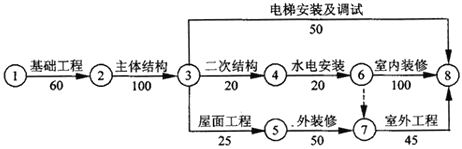 电梯安装及调试
50
① 基础工程 ② 主体结构 ③ 二次结构 ④ 水电安装 ⑥ 室内装修 ⑧
60 100 20 20 100
屋面工程 ⑤ 外装修 ⑦ 室外工程
25 50 45